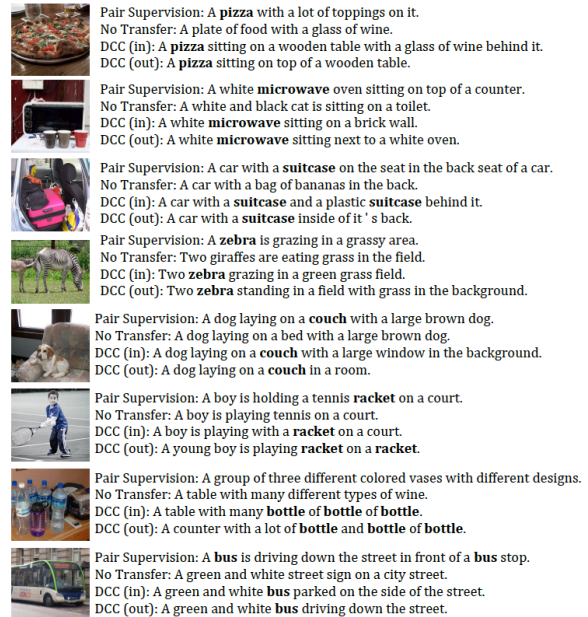 Pair Supervision: A pizza with a lot of toppings on it.
No Transfer: A plate of food with a glass of wine.
DCC (in): A pizza sitting on a wooden table with a glass of wine behind it.
DCC (out): A pizza sitting on top of a wooden table.
Pair Supervision: A white microwave oven sitting on top of a counter.
No Transfer: A white and black cat is sitting on a toilet.
DCC (in): A white microwave sitting on a brick wall.
DCC (out): A white microwave sitting next to a white oven.
Pair Supervision: A car with a suitcase on the seat in the back seat of a car.
No Transfer: A car with a bag of bananas in the back.
DCC (in): A car with a suitcase and a plastic suitcase behind it.
DCC (out): A car with a suitcase inside of it ' s back.
Pair Supervision: A zebra is grazing in a grassy area.
No Transfer: Two giraffes are eating grass in the field.
DCC (in): Two zebra grazing in a green grass field.
DCC (out): Two zebra standing in a field with grass in the background.
Pair Supervision: A dog laying on a couch with a large brown dog.
No Transfer: A dog laying on a bed with a large brown dog.
DCC (in): A dog laying on a couch with a large window in the background.
DCC (out): A dog laying on a couch in a room.
Pair Supervision: A boy is holding a tennis racket on a court.
No Transfer: A boy is playing tennis on a court.
DCC (in): A boy is playing with a racket on a court.
DCC (out): A young boy is playing racket on a racket.
Pair Supervision: A group of three different colored vases with different designs.
No Transfer: A table with many different types of wine.
DCC (in): A table with many bottle of bottle of bottle.
DCC (out): A counter with a lot of bottle and bottle of bottle.
Pair Supervision: A bus is driving down the street in front of a bus stop.
No Transfer: A green and white street sign on a city street.
DCC (in): A green and white bus parked on the side of the street.
DCC (out): A green and white bus driving down the street.